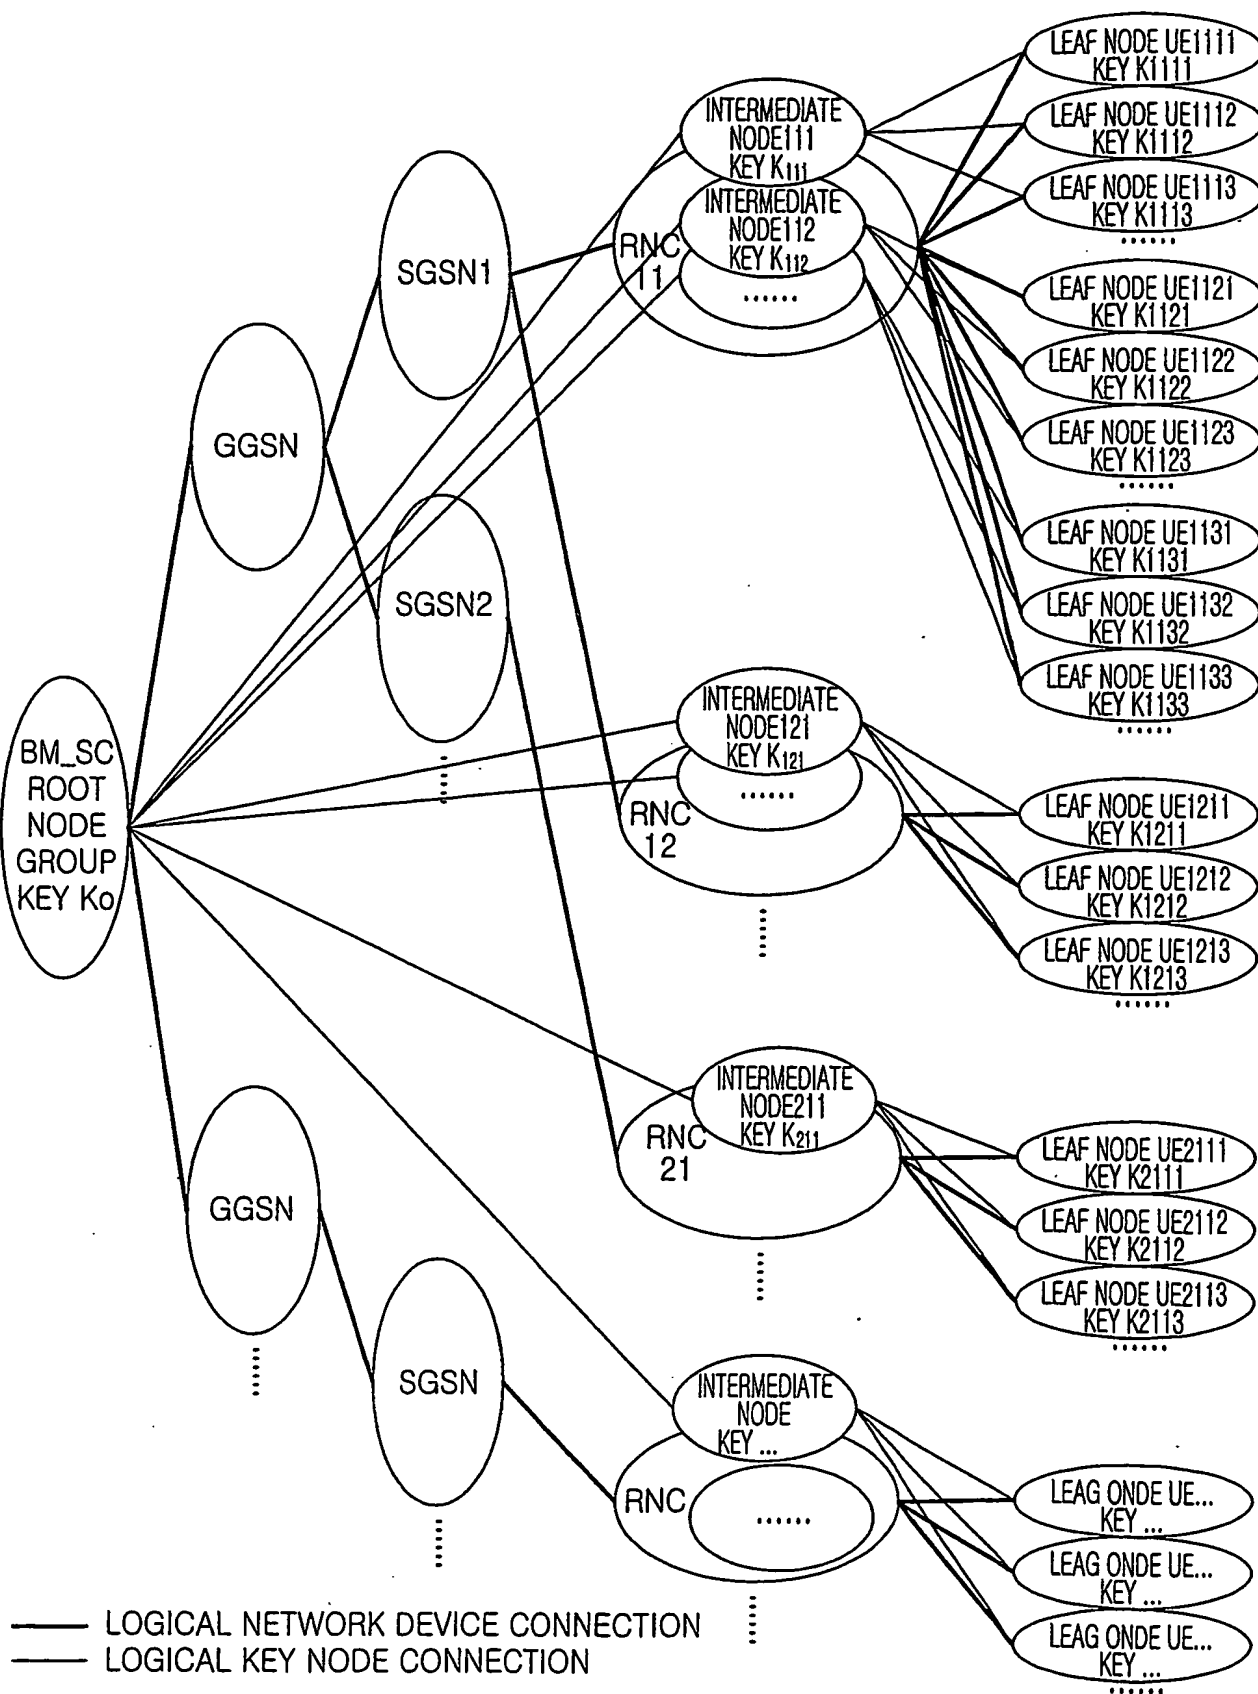 LEAF NODE UE1111
KEY K1111
LEAF NODE UE1112
KEY K1112
LEAF NODE UE1113
KEY K1113
......
INTERMEDIATE
NODE111
KEY K111
INTERMEDIATE
NODE112
KEY K112
......
RNC
11
SGSN1
LEAF NODE UE1121
KEY K1121
LEAF NODE UE1122
KEY K1122
LEAF NODE UE1123
KEY K1123
......
GGSN
LEAF NODE UE1131
KEY K1131
LEAF NODE UE1132
KEY K1132
LEAF NODE UE1133
KEY K1133
......
SGSN2
......
BM_SC
ROOT
NODE
GROUP
KEY Ko
INTERMEDIATE
NODE121
KEY K121
......
RNC
12
......
LEAF NODE UE1211
KEY K1211
LEAF NODE UE1212
KEY K1212
LEAF NODE UE1213
KEY K1213
......
INTERMEDIATE
NODE211
KEY K211
RNC
21
......
LEAF NODE UE2111
KEY K2111
LEAF NODE UE2112
KEY K2112
LEAF NODE UE2113
KEY K2113
......
GGSN
......
SGSN
......
INTERMEDIATE
NODE
KEY ...
RNC
......
......
LEAG ONDE UE...
KEY ...
LEAG ONDE UE...
KEY ...
LEAG ONDE UE...
KEY ...
......
LOGICAL NETWORK DEVICE CONNECTION
LOGICAL KEY NODE CONNECTION